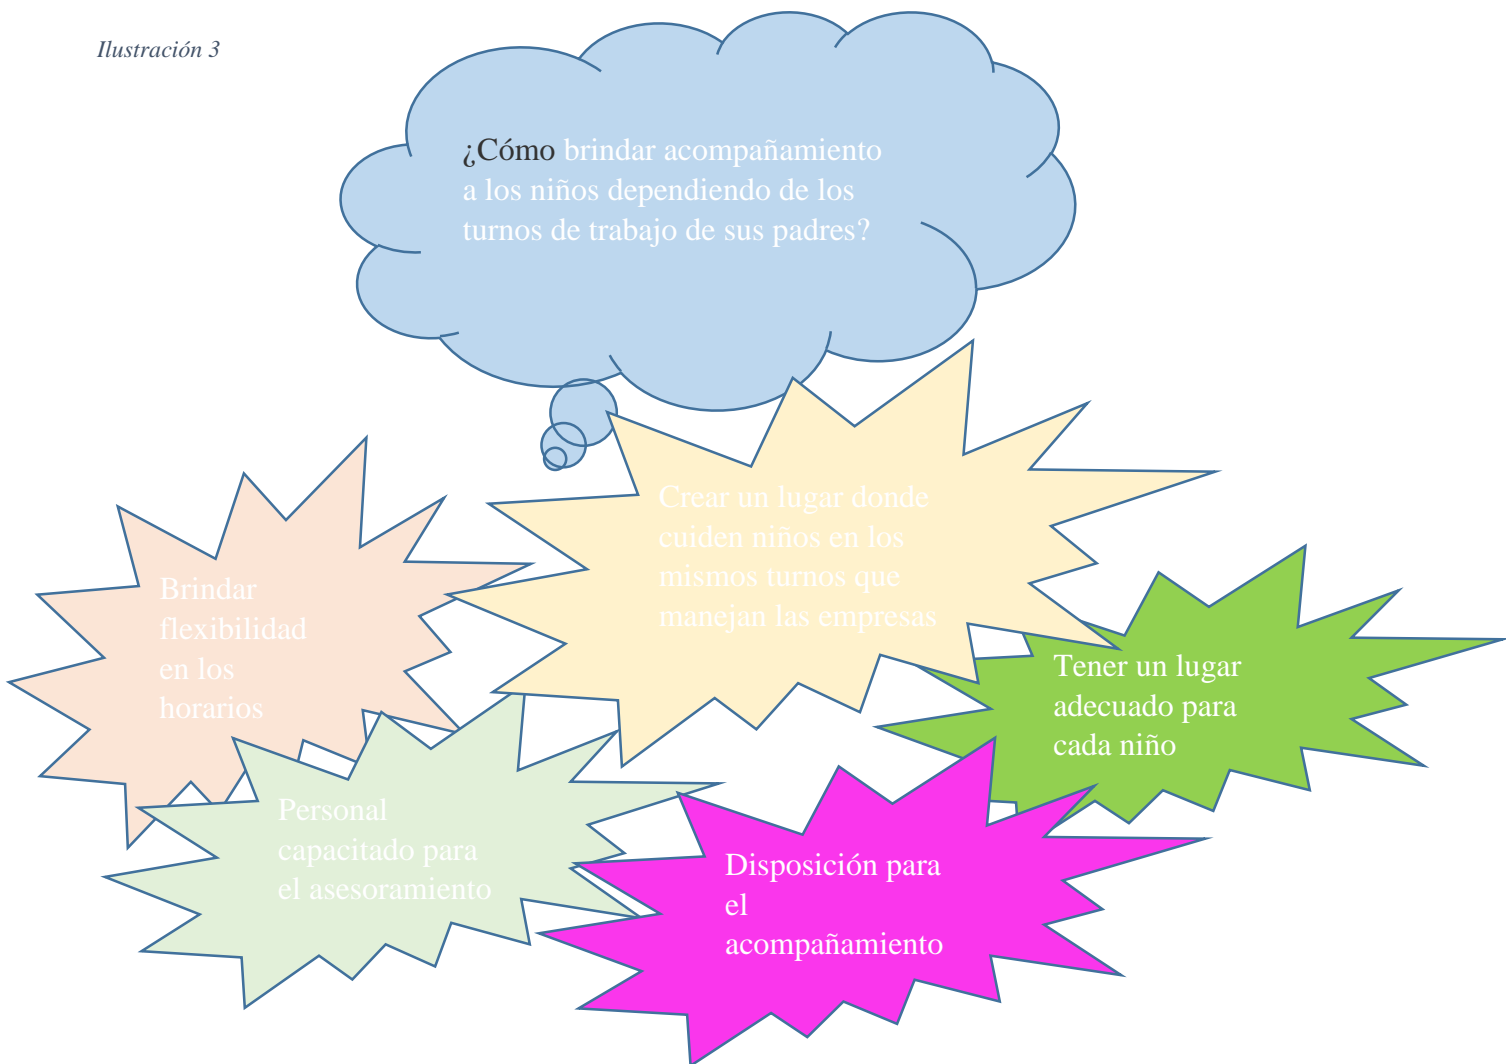 Ilustración 3
¿Cómo brindar acompañamiento
a los niños dependiendo de los
turnos de trabajo de sus padres?
Crear un lugar donde
cuiden niños en los
mismos turnos que
manejan las empresas
Brindar
flexibilidad
en los
horarios
Tener un lugar
adecuado para
cada niño
Personal
capacitado para
el asesoramiento
Disposición para
el
acompañamiento